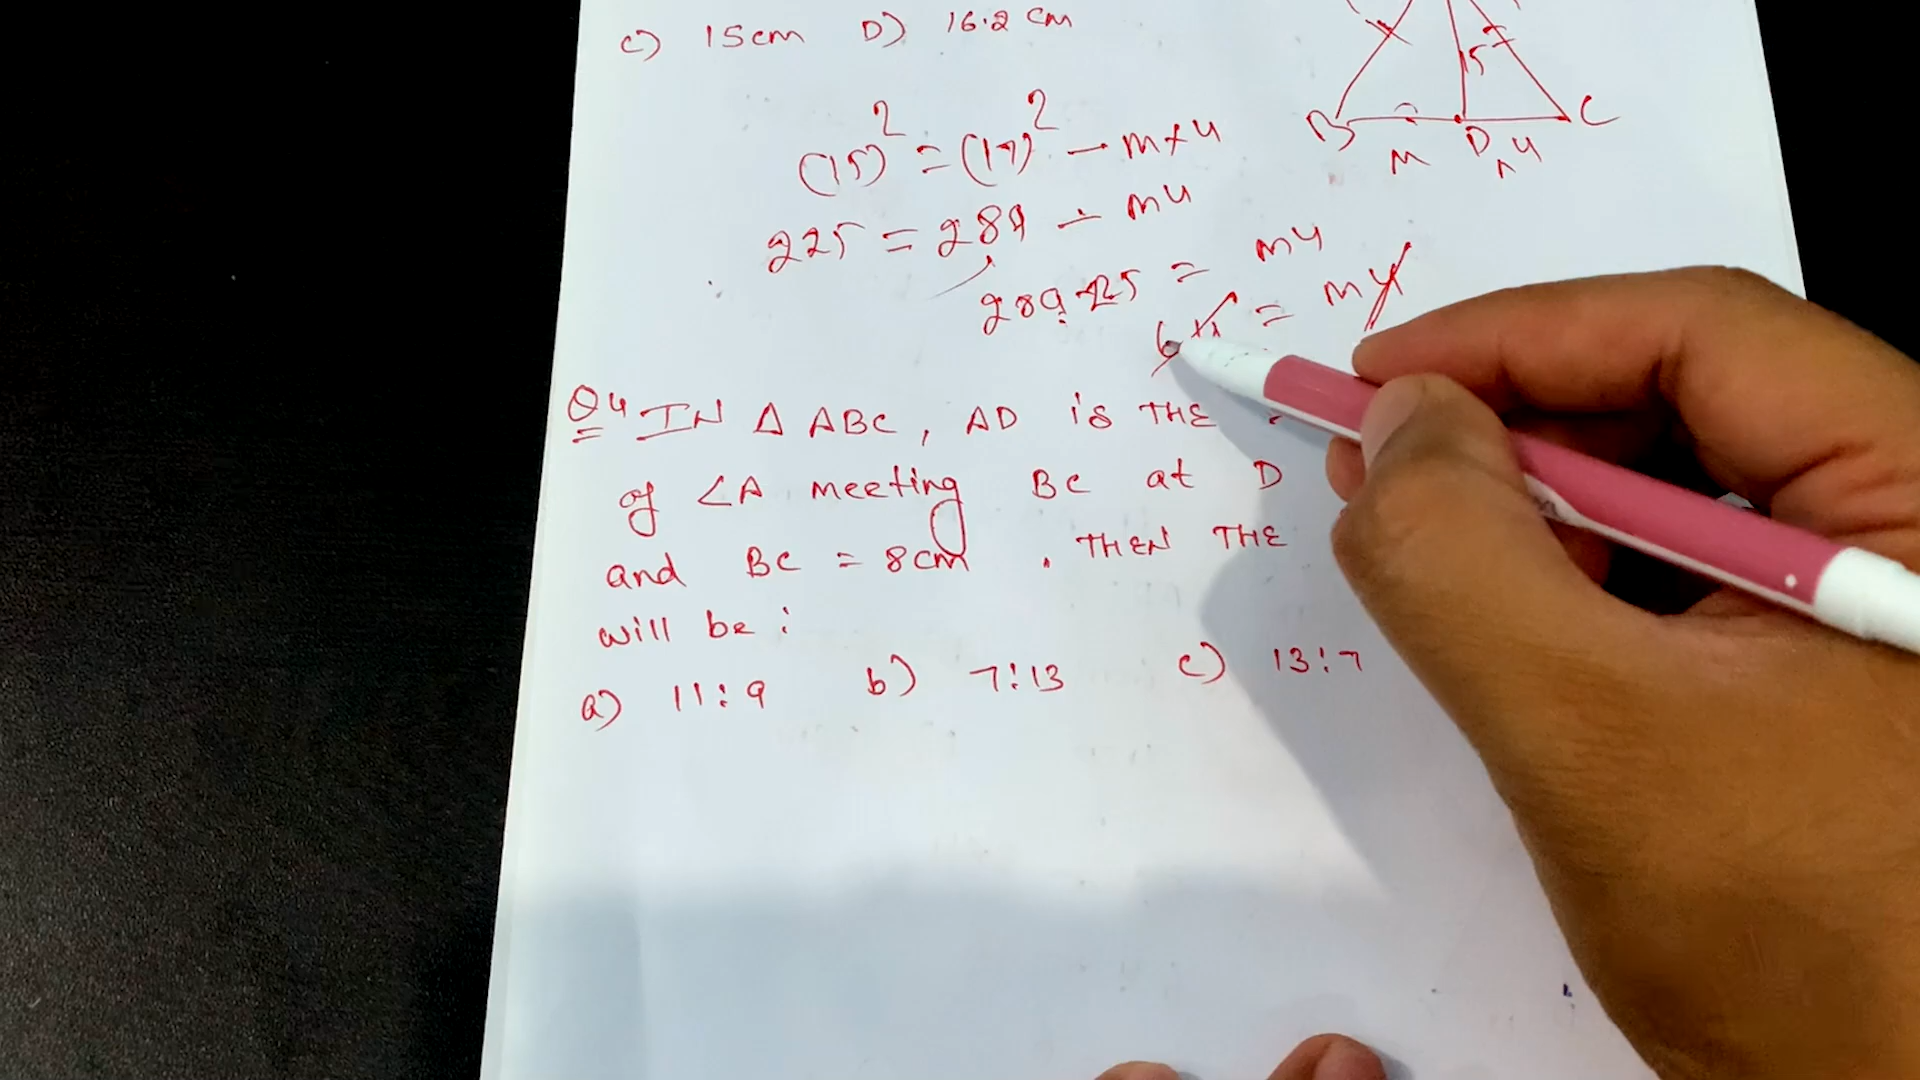 C) 15cm D) 16.2 cm
15
B D C
M 4
(15)² = (17)² - m×4
225 = 289 - m4
289-225 = m4
64 = m4
Q4 IN Δ ABC, AD is THE
of ∠A meeting BC at D
and BC = 8cm . THEN THE
will be :
a) 11:9 b) 7:13 c) 13:7